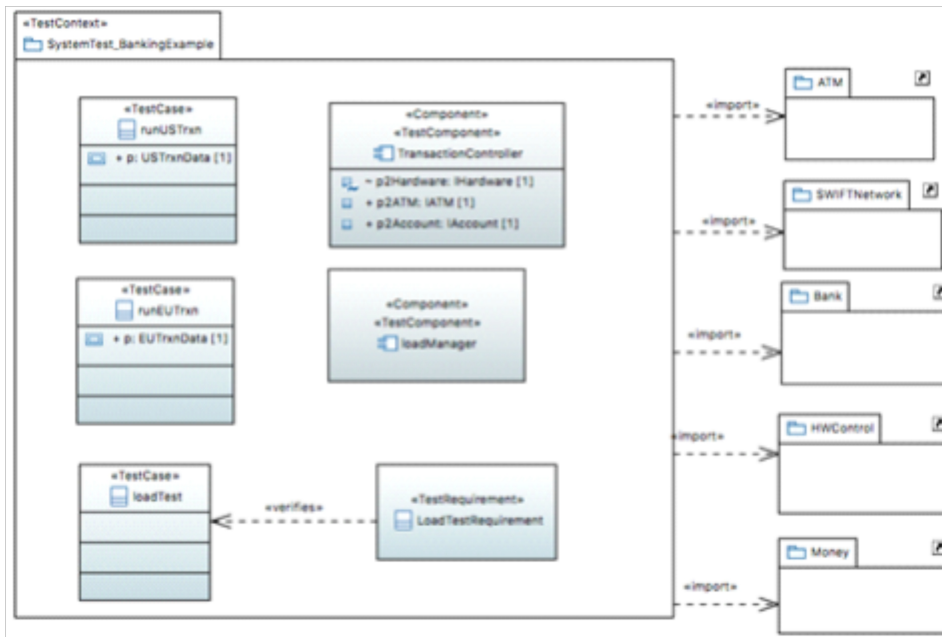 «TestContext»
SystemTest_BankingExample
«TestCase»
runUSTrxn
+ p: USTrxnData [1]
«Component»
«TestComponent»
TransactionController
~ p2Hardware: IHardware [1]
+ p2ATM: IATM [1]
+ p2Account: IAccount [1]
«TestCase»
runEUTrxn
+ p: EUTrxnData [1]
«Component»
«TestComponent»
loadManager
«TestCase»
loadTest
«verifies»
«TestRequirement»
LoadTestRequirement
«import»
ATM
«import»
SWIFTNetwork
«import»
Bank
«import»
HWControl
«import»
Money